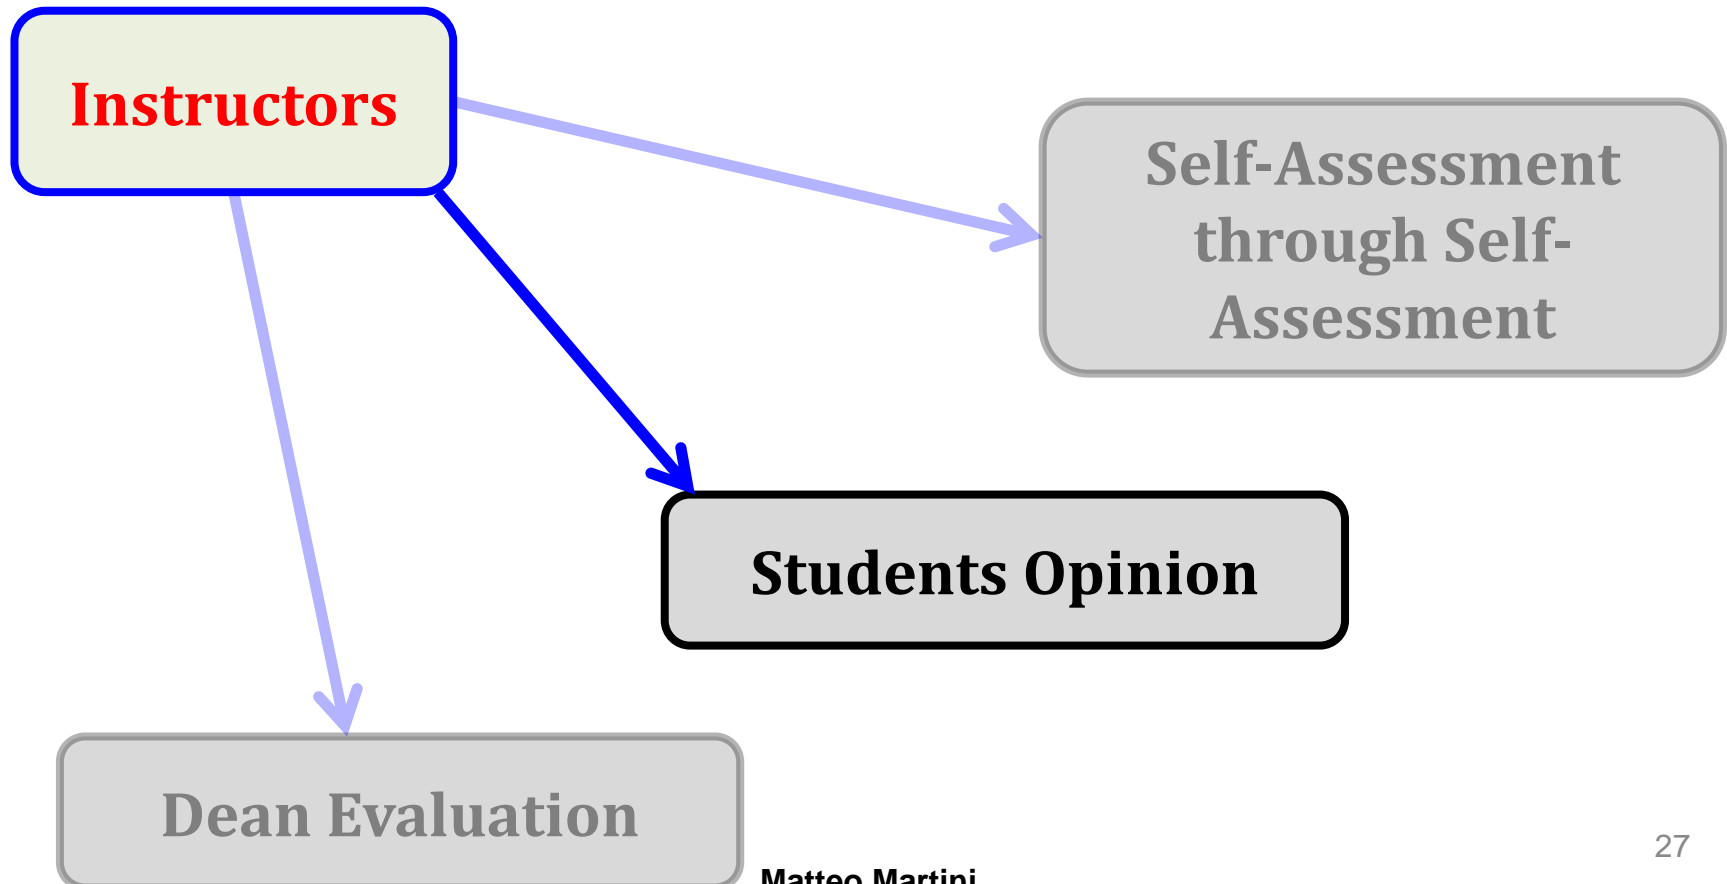 Instructors
Self-Assessment
through Self-
Assessment
Students Opinion
Dean Evaluation
27
Matteo Martini